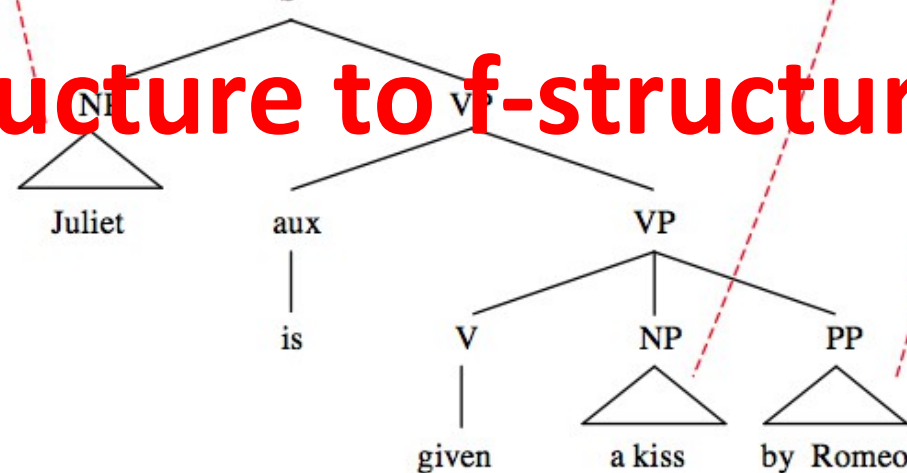 ucture to f-structur
NP VP
Juliet aux VP
is V NP PP
given a kiss by Romeo